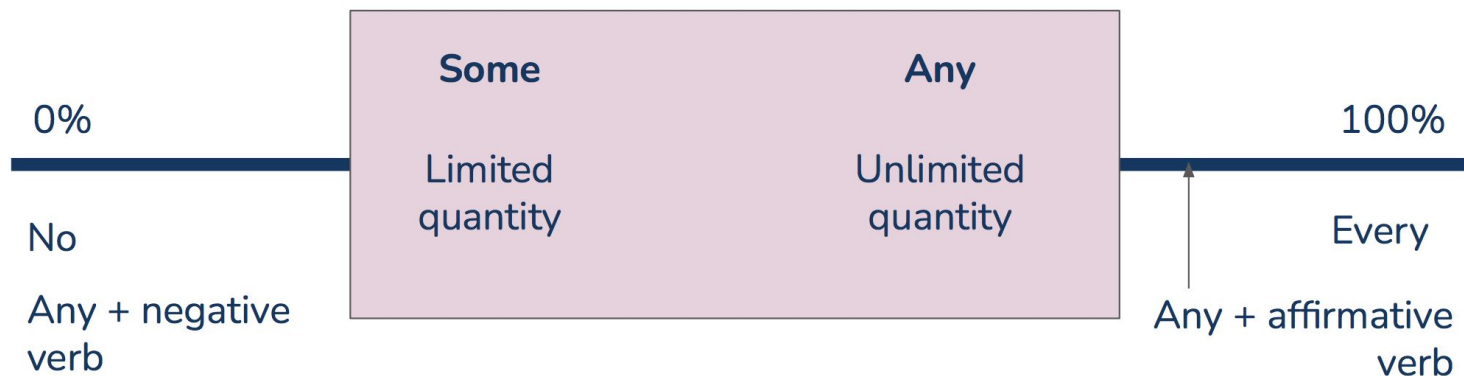 Some
Any
0%
100%
Limited
quantity
Unlimited
quantity
No
Every
Any + negative
verb
Any + affirmative
verb